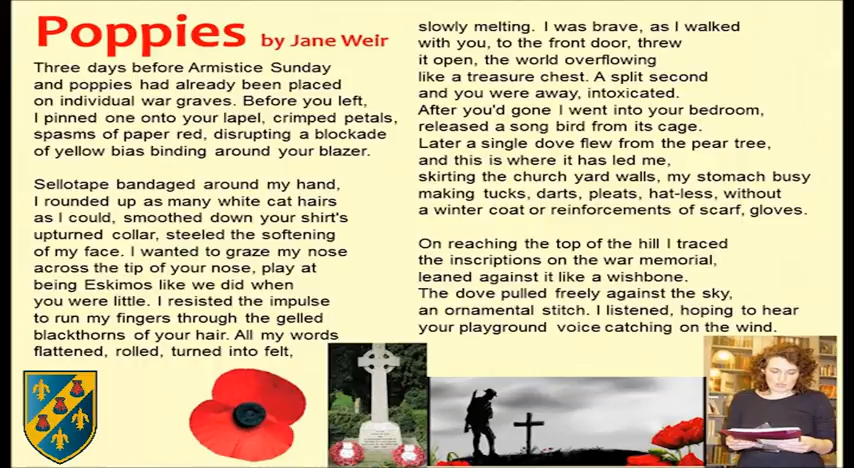 Poppies by Jane Weir
Three days before Armistice Sunday
and poppies had already been placed
on individual war graves. Before you left,
I pinned one onto your lapel, crimped petals,
spasms of paper red, disrupting a blockade
of yellow bias binding around your blazer.
Sellotape bandaged around my hand,
I rounded up as many white cat hairs
as I could, smoothed down your shirt's
upturned collar, steeled the softening
of my face. I wanted to graze my nose
across the tip of your nose, play at
being Eskimos like we did when
you were little. I resisted the impulse
to run my fingers through the gelled
blackthorns of your hair. All my words
flattened, rolled, turned into felt,
slowly melting. I was brave, as I walked
with you, to the front door, threw
it open, the world overflowing
like a treasure chest. A split second
and you were away, intoxicated.
After you'd gone I went into your bedroom,
released a song bird from its cage.
Later a single dove flew from the pear tree,
and this is where it has led me,
skirting the church yard walls, my stomach busy
making tucks, darts, pleats, hat-less, without
a winter coat or reinforcements of scarf, gloves.
On reaching the top of the hill I traced
the inscriptions on the war memorial,
leaned against it like a wishbone.
The dove pulled freely against the sky,
an ornamental stitch. I listened, hoping to hear
your playground voice catching on the wind.